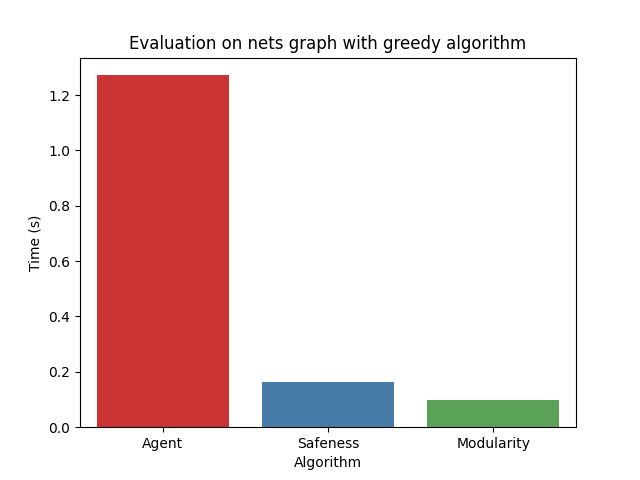 Evaluation on nets graph with greedy algorithm
Time (s)
1.2
1.0
0.8
0.6
0.4
0.2
0.0
Agent
Safeness
Modularity
Algorithm